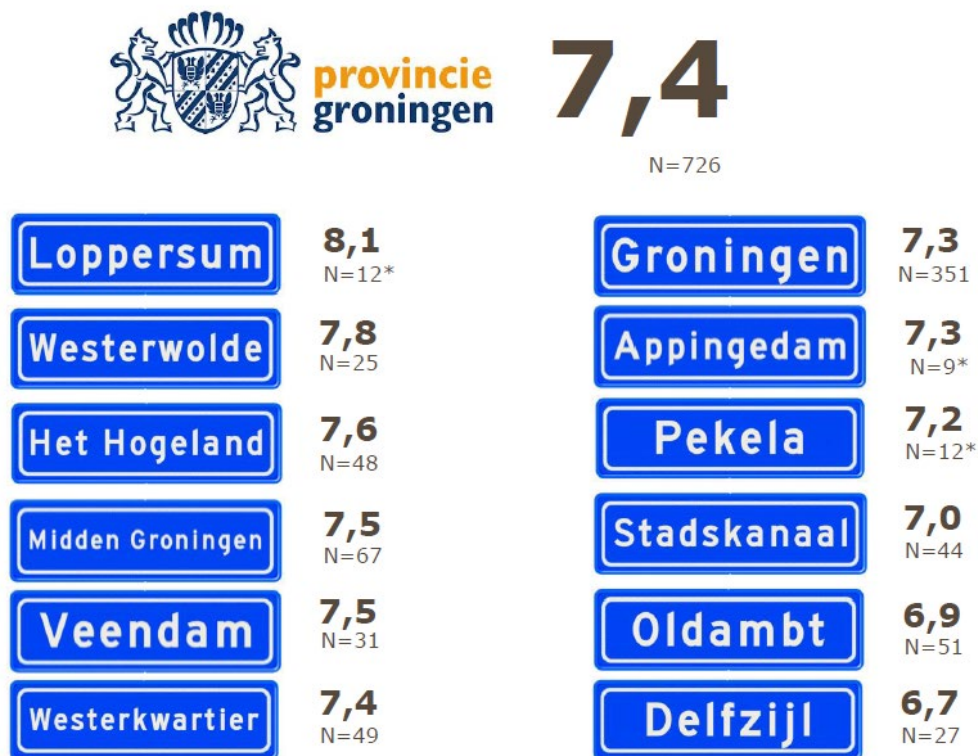 provincie
groningen
7,4
N=726
Loppersum
8,1
N=12*
Westerwolde
7,8
N=25
Het Hogeland
7,6
N=48
Midden Groningen
7,5
N=67
Veendam
7,5
N=31
Westerkwartier
7,4
N=49
Groningen
7,3
N=351
Appingedam
7,3
N=9*
Pekela
7,2
N=12*
Stadskanaal
7,0
N=44
Oldambt
6,9
N=51
Delfzijl
6,7
N=27